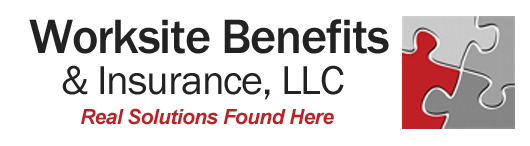 Worksite Benefits
& Insurance, LLC
Real Solutions Found Here